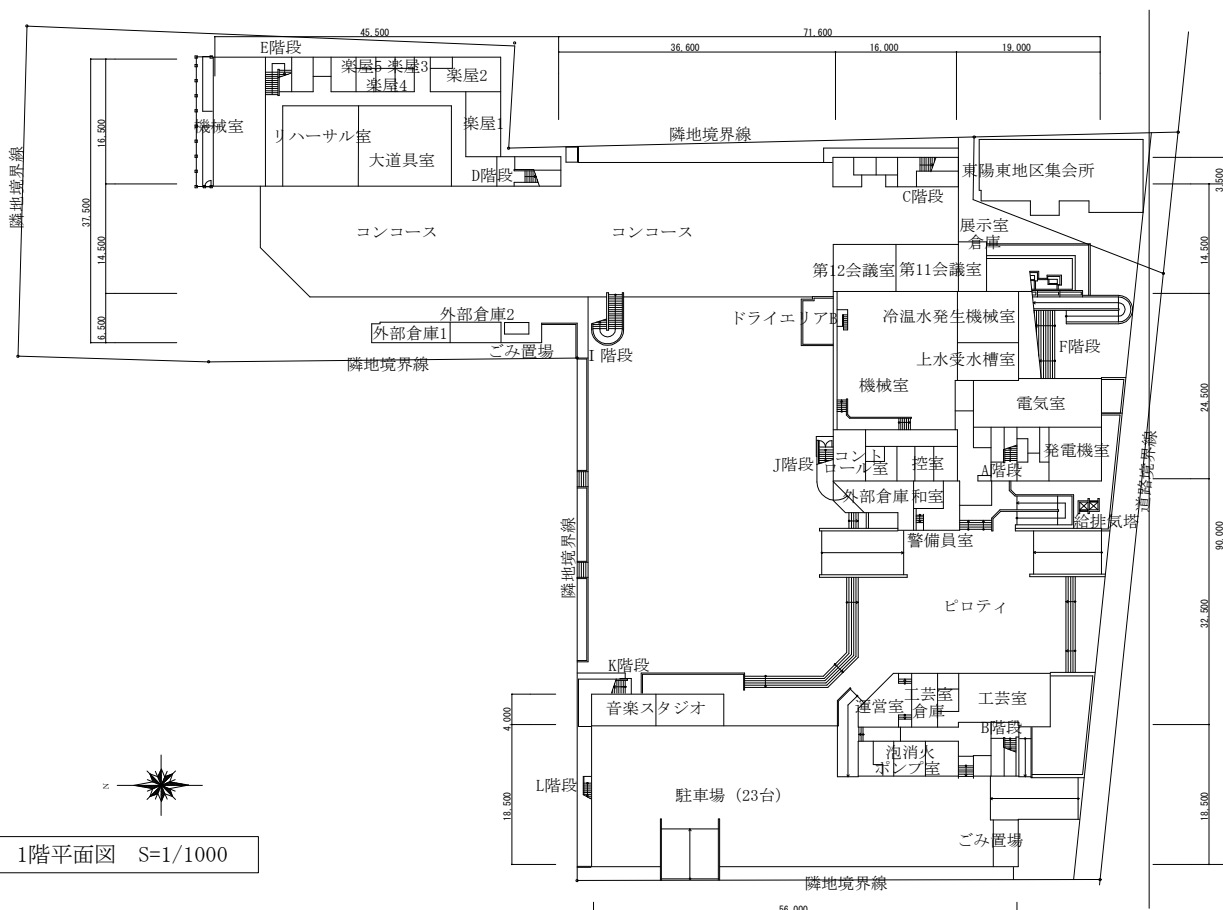 45.500
71.600
36.600
16.000
19.000
E階段
楽屋5
楽屋3
楽屋4
楽屋2
楽屋1
機械室
リハーサル室
大道具室
D階段
隣地境界線
隣地境界線
東陽東地区集会所
C階段
展示室
倉庫
16.500
37.500
14.500
6.500
3.500
14.500
24.500
90.000
32.500
18.500
コンコース
コンコース
第12会議室
第11会議室
ドライエリアB
冷温水発生機械室
外部倉庫2
外部倉庫1
ごみ置場
I階段
隣地境界線
上水受水槽室
F階段
機械室
電気室
J階段
コント
ロール室
控室
A階段
発電機室
道路境界線
外部倉庫
和室
給排気塔
警備員室
隣地境界線
ピロティ
K階段
音楽スタジオ
運営室
工芸室
倉庫
工芸室
B階段
4.000
18.500
泡消火
ポンプ室
L階段
駐車場（23台）
ごみ置場
隣地境界線
56.000
N
1階平面図　S=1/1000